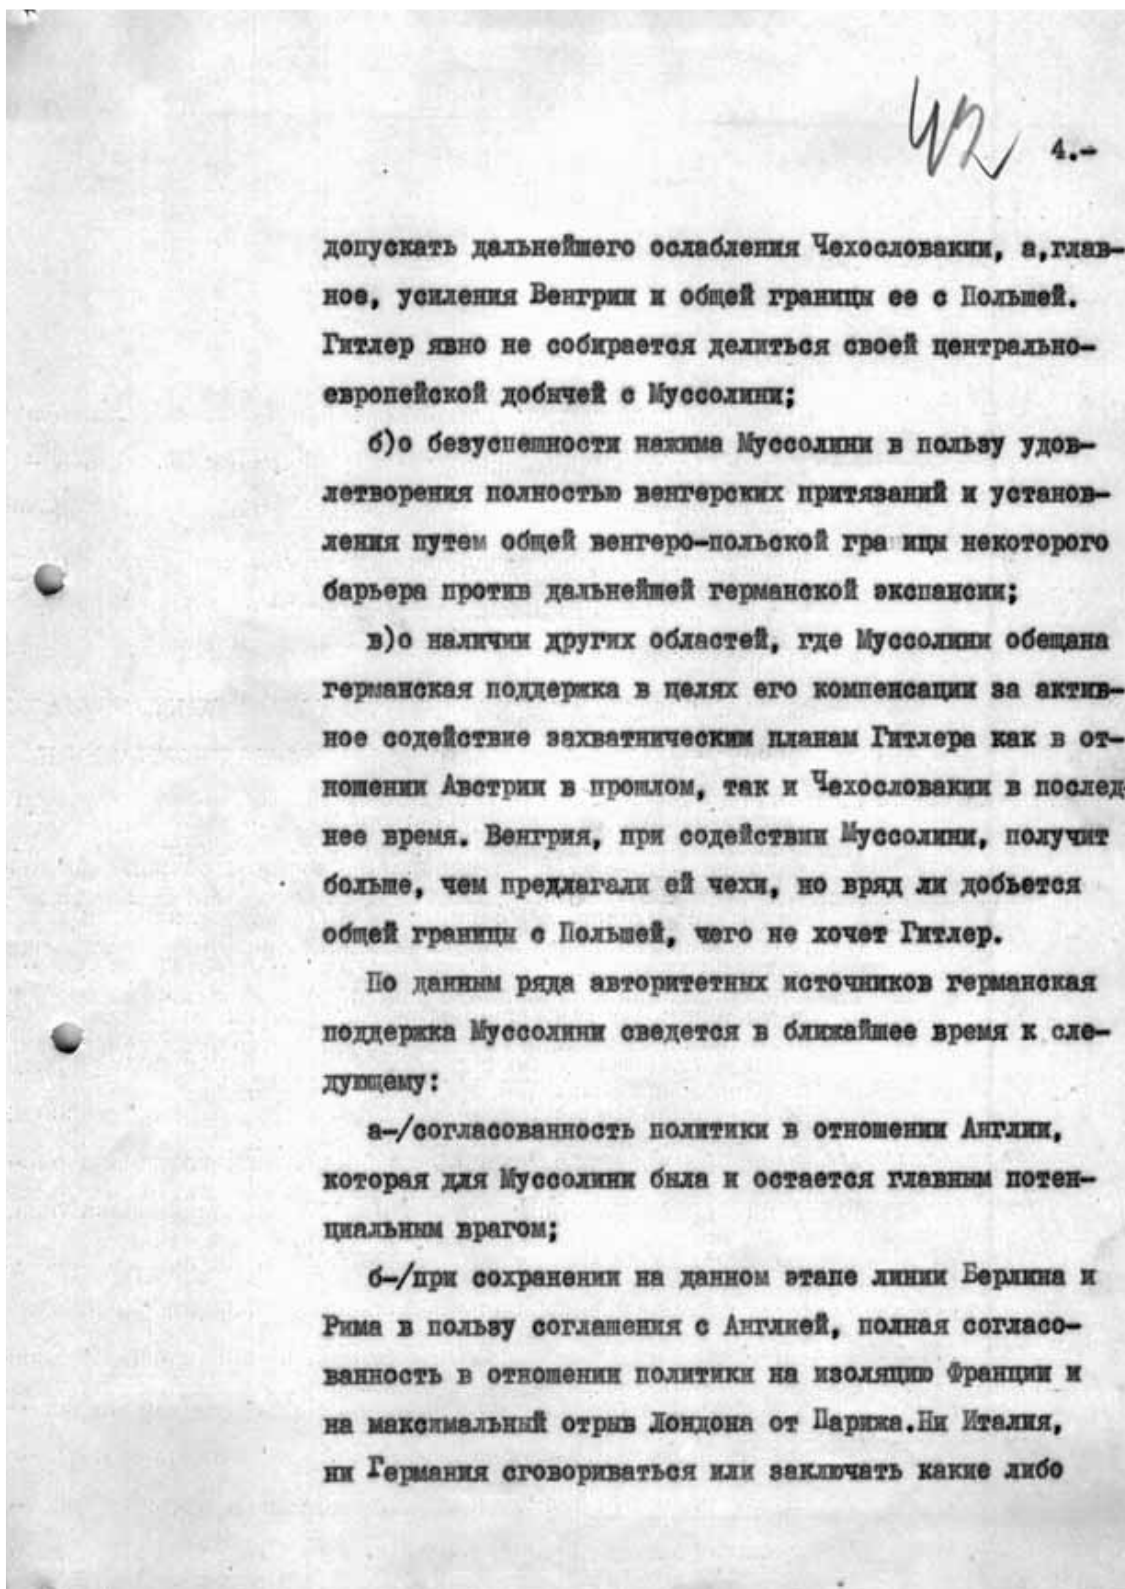 42
4.-
допускать дальнейшего ослабления Чехословакии, а,глав-
ное, усиления Венгрии и общей границы ее с Польшей.
Гитлер явно не собирается делиться своей центрально-
европейской добычей с Муссолини;
б)о безуспешности нажима Муссолини в пользу удов-
летворения полностью венгерских притязаний и установ-
ления путем общей венгеро-польской гра ицы некоторого
барьера против дальнейшей германской экспансии;
в)о наличии других областей, где Муссолини обещана
германская поддержка в целях его компенсации за актив-
ное содействие захватническим планам Гитлера как в от-
ношении Австрии в прошлом, так и Чехословакии в послед-
нее время. Венгрия, при содействии Муссолини, получит
больше, чем предлагали ей чехи, но вряд ли добьется
общей границы с Польшей, чего не хочет Гитлер.
По данным ряда авторитетных источников германская
поддержка Муссолини сведется в ближайшее время к сле-
дующему:
а-/согласованность политики в отношении Англии,
которая для Муссолини была и остается главным потен-
циальным врагом;
б-/при сохранении на данном этапе линии Берлина и
Рима в пользу соглашения с Англией, полная согласо-
ванность в отношении политики на изоляцию Франции и
на максимальный отрыв Лондона от Парижа.Ни Италия,
ни Германия сговориваться или заключать какие либо